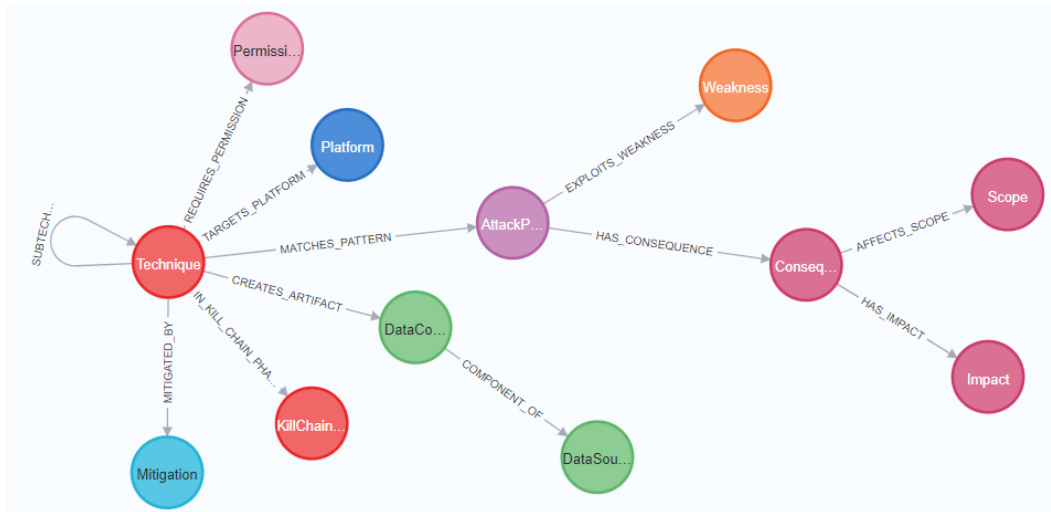 Permissi...
Platform
Weakness
AttackP...
Scope
Technique
Conseq...
DataCo...
Impact
KillChain...
DataSou...
Mitigation
REQUIRES_PERMISSION
TARGETS_PLATFORM
SUBTECH...
MATCHES_PATTERN
EXPLOITS_WEAKNESS
HAS_CONSEQUENCE
AFFECTS_SCOPE
HAS_IMPACT
CREATES_ARTIFACT
IN_KILL_CHAIN_PHA...
MITIGATED_BY
COMPONENT_OF